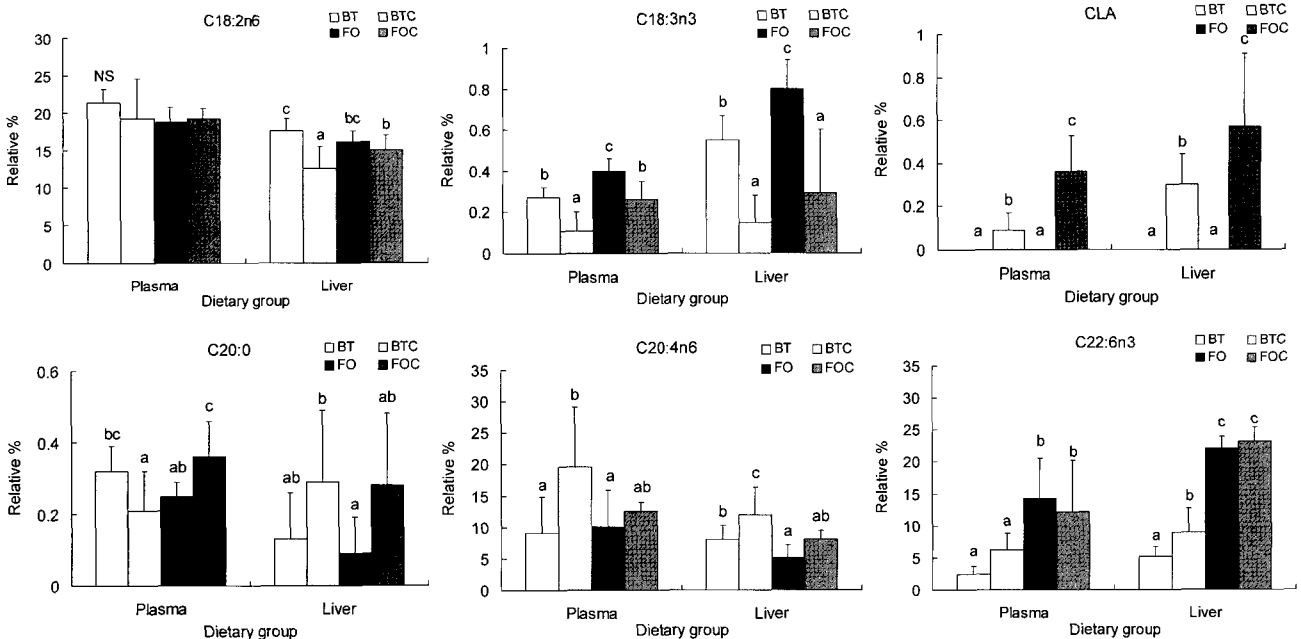 C18:2n6
BT BTC
FO FOC
30
25
20
15
10
5
0
Relative %
NS
c
a
bc
b
Plasma Liver
Dietary group
C18:3n3
BT BTC
FO FOC
1
0.8
0.6
0.4
0.2
0
Relative %
b
a
c
b
b
a
c
a
Plasma Liver
Dietary group
CLA
BT BTC
FO FOC
1
0.8
0.6
0.4
0.2
0
Relative %
a
b
a
c
a
b
a
c
Plasma Liver
Dietary group
C20:0
BT BTC
FO FOC
0.6
0.4
0.2
0
Relative %
bc
a
ab
c
ab
b
a
ab
Plasma Liver
Dietary group
C20:4n6
BT BTC
FO FOC
35
30
25
20
15
10
5
0
Relative %
a
b
a
ab
b
c
a
ab
Plasma Liver
Dietary group
C22:6n3
BT BTC
FO FOC
35
30
25
20
15
10
5
0
Relative %
a
a
b
b
a
b
c
c
Plasma Liver
Dietary group